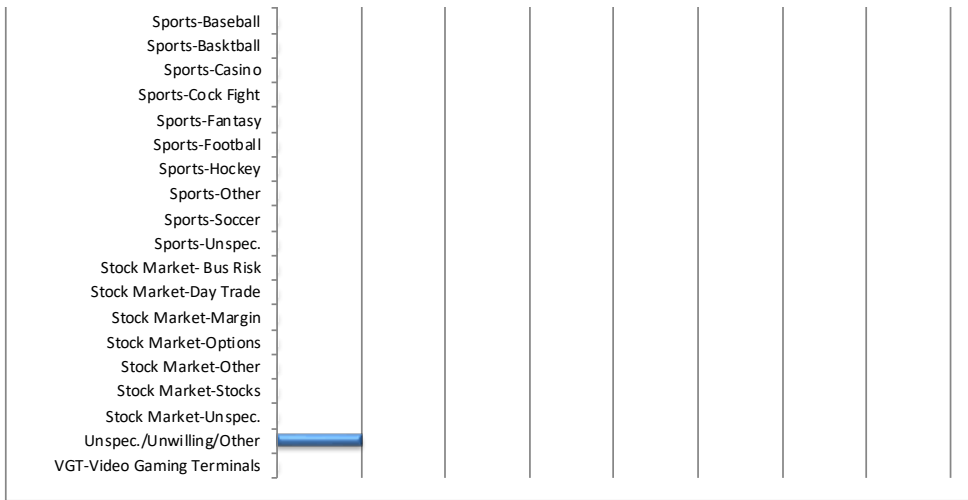 Sports-Baseball
Sports-Basktball
Sports-Casino
Sports-Cock Fight
Sports-Fantasy
Sports-Football
Sports-Hockey
Sports-Other
Sports-Soccer
Sports-Unspec.
Stock Market- Bus Risk
Stock Market-Day Trade
Stock Market-Margin
Stock Market-Options
Stock Market-Other
Stock Market-Stocks
Stock Market-Unspec.
Unspec./Unwilling/Other
VGT-Video Gaming Terminals